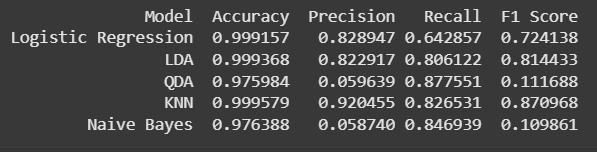 Model Accuracy Precision Recall F1 Score
Logistic Regression 0.999157 0.828947 0.642857 0.724138
LDA 0.999368 0.822917 0.806122 0.814433
QDA 0.975984 0.059639 0.877551 0.111688
KNN 0.999579 0.920455 0.826531 0.870968
Naive Bayes 0.976388 0.058740 0.846939 0.109861